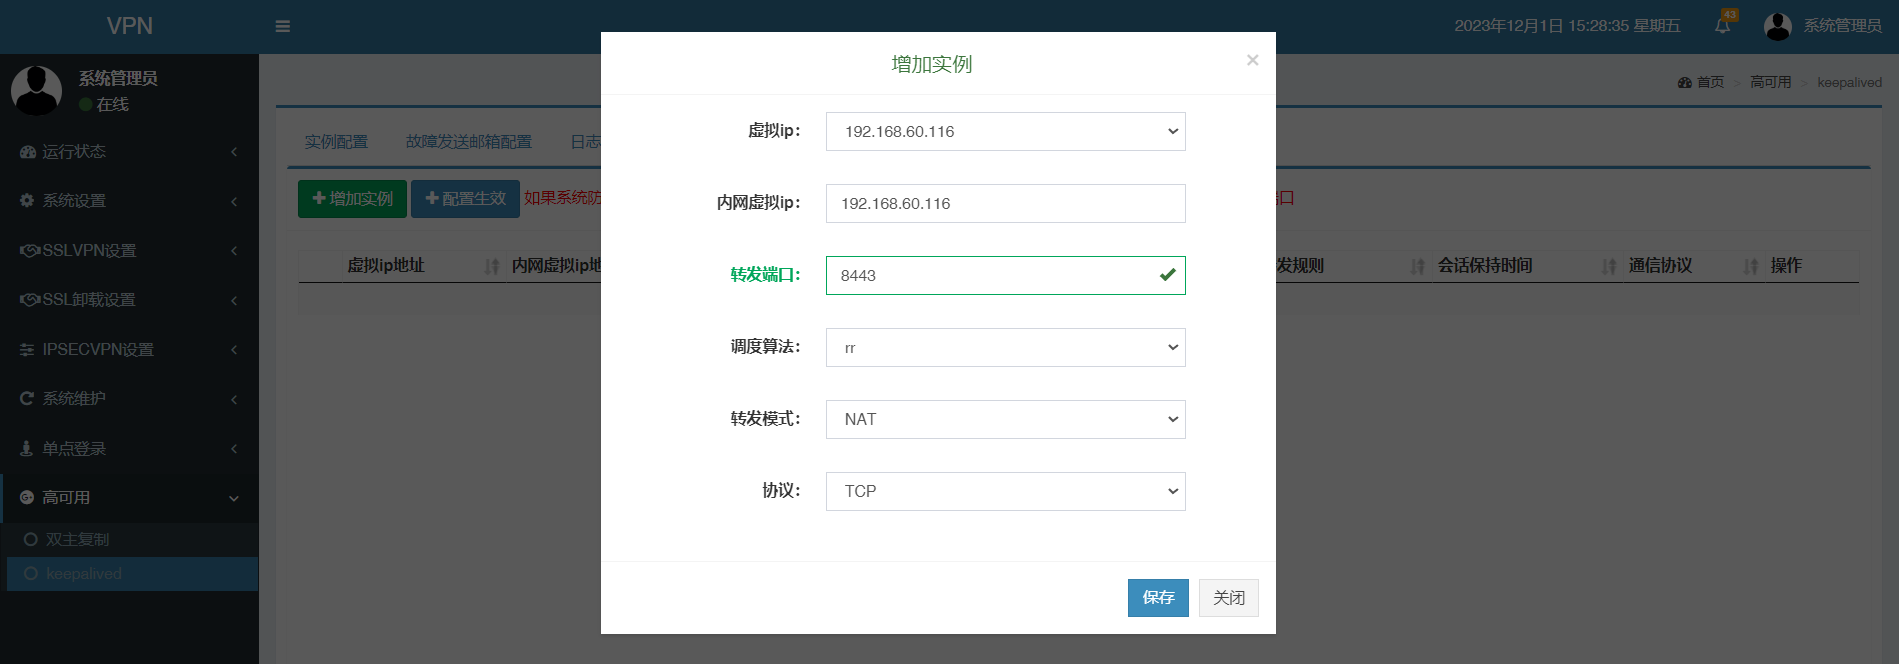 VPN
2023年12月1日 15:28:35 星期五
43
系统管理员
系统管理员
在线
首页 > 高可用 > keepalived
运行状态
系统设置
SSLVPN设置
SSL卸载设置
IPSECVPN设置
系统维护
单点登录
高可用
双主复制
keepalived
实例配置
故障发送邮箱配置
日志
增加实例
配置生效
如果系统防
口
虚拟ip地址
内网虚拟ip地
发规则
会话保持时间
通信协议
操作
增加实例
×
虚拟ip:
192.168.60.116
内网虚拟ip:
192.168.60.116
转发端口:
8443
调度算法:
rr
转发模式:
NAT
协议:
TCP
保存
关闭